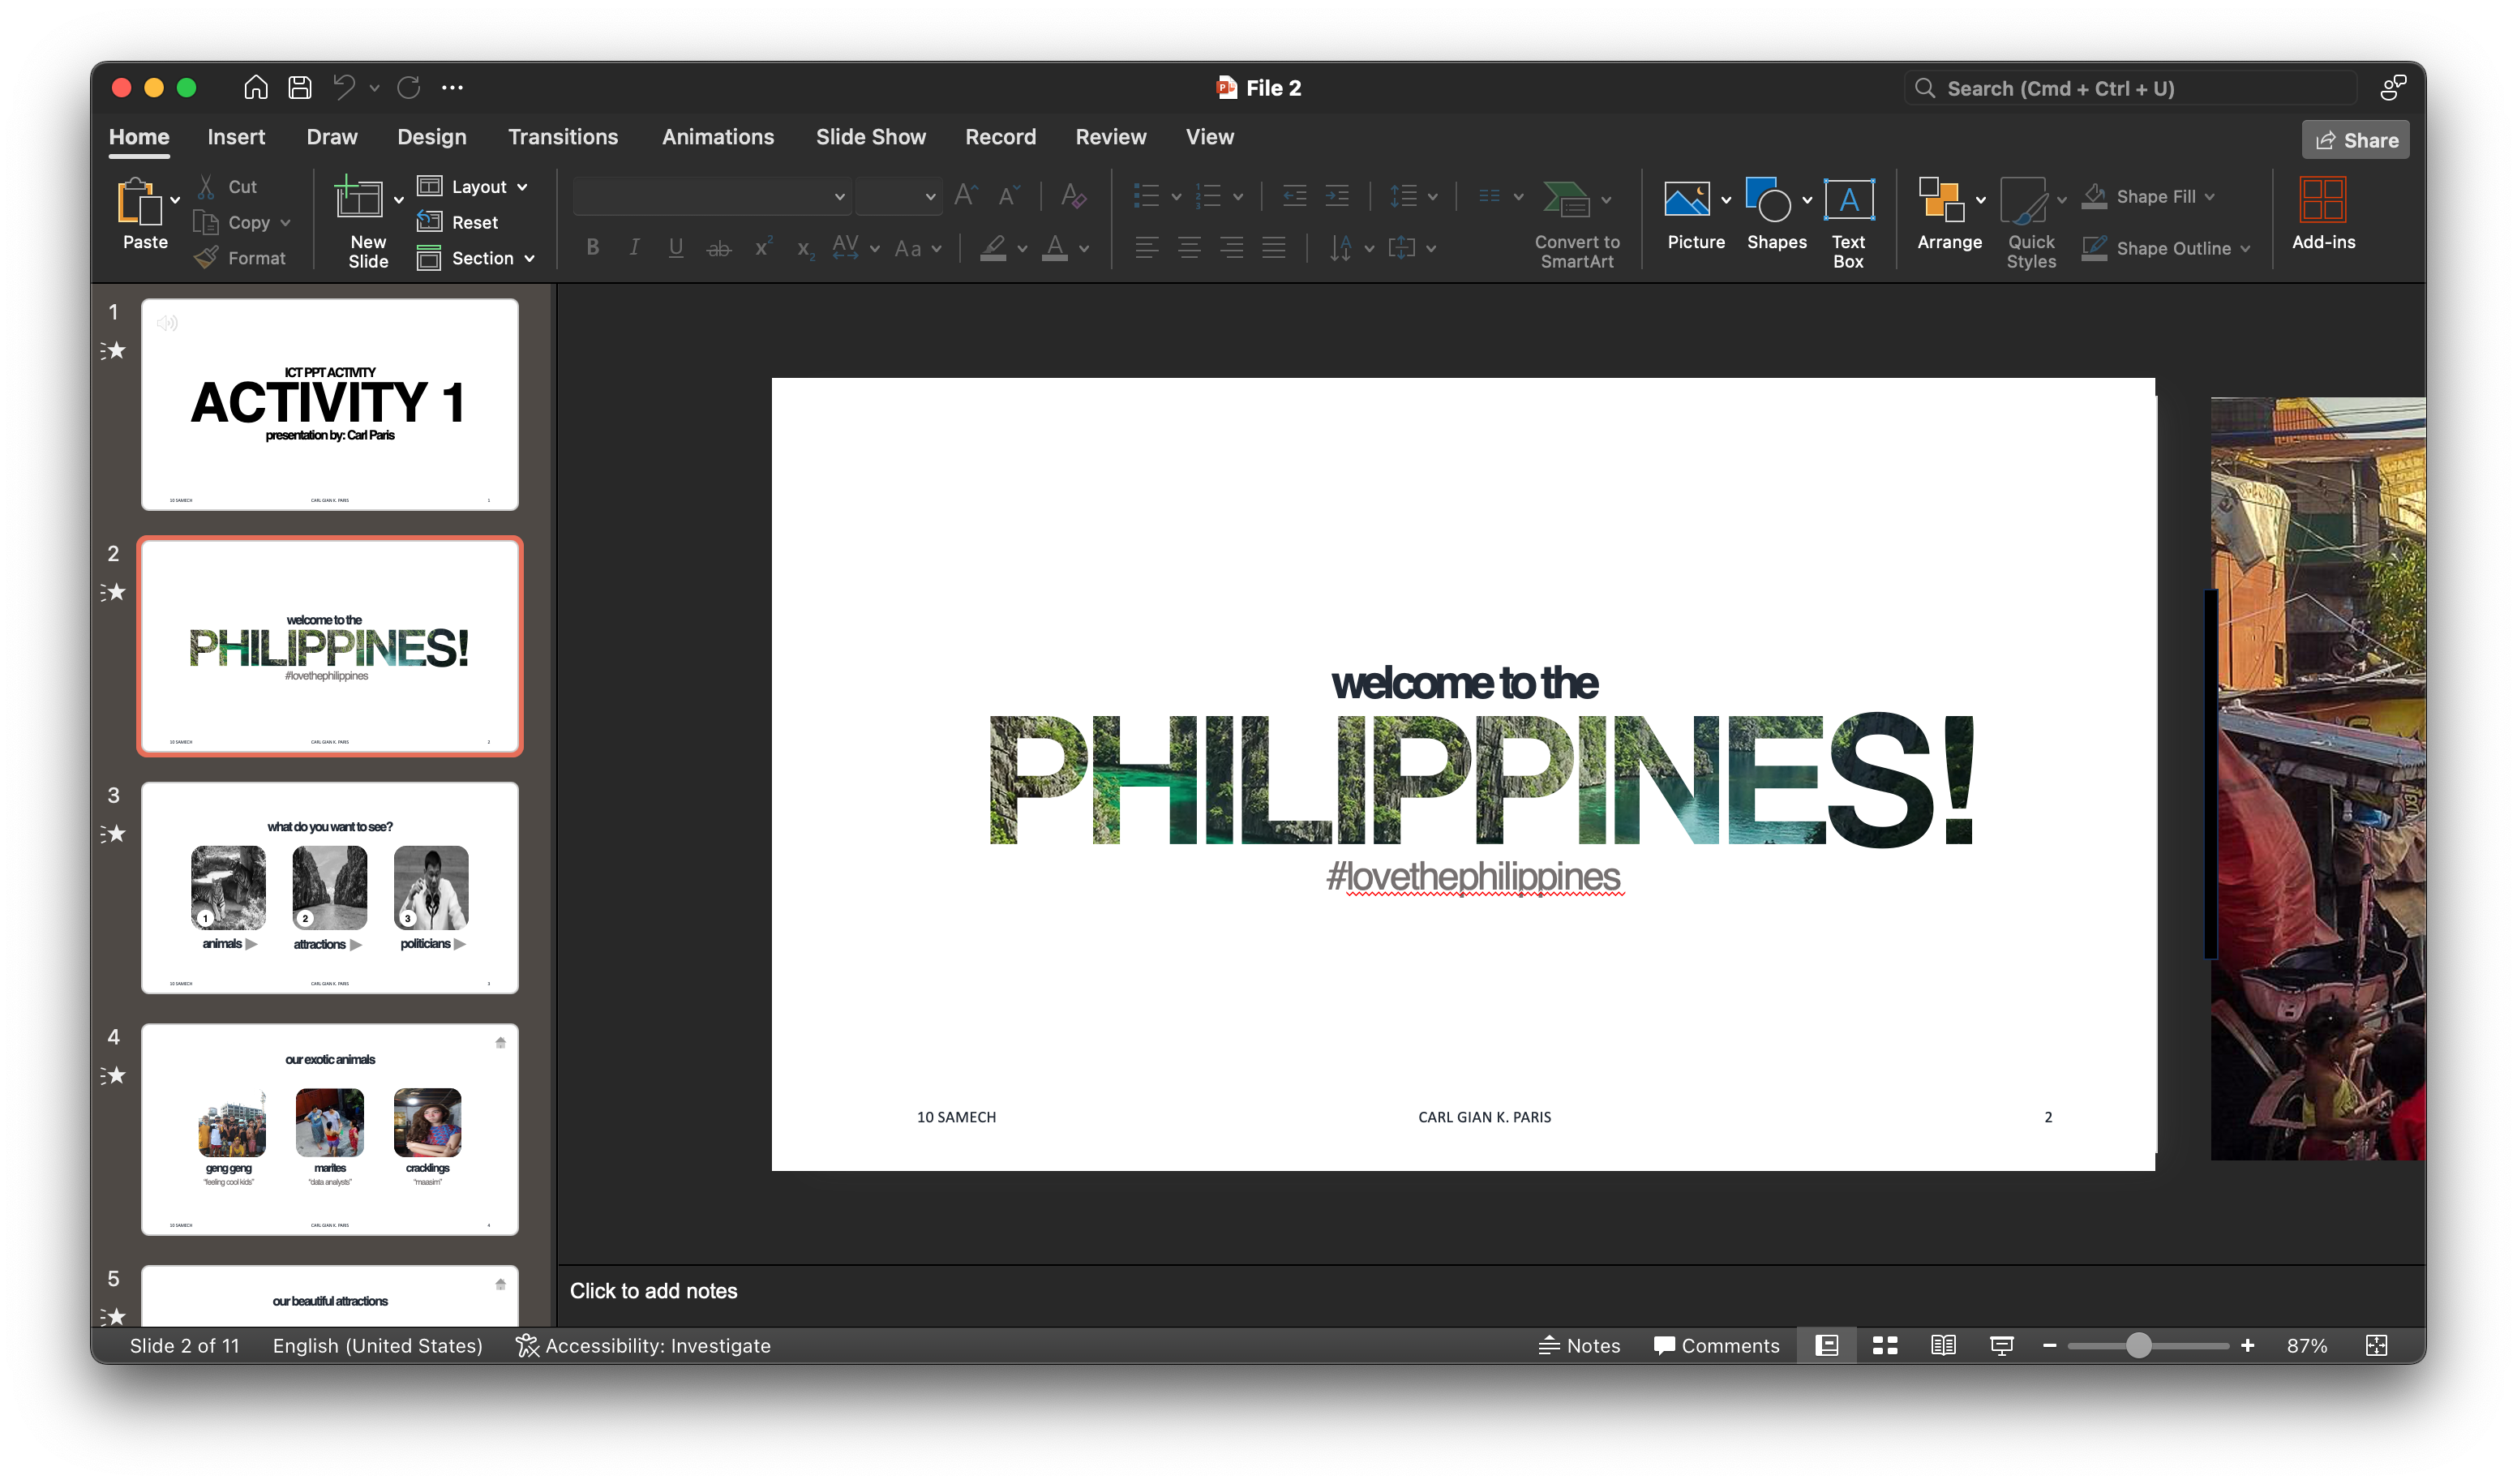 File 2
Search (Cmd + Ctrl + U)
Home Insert Draw Design Transitions Animations Slide Show Record Review View
Share
Paste
Cut
Copy
Format
New Slide
Layout
Reset
Section
Convert to SmartArt
Picture
Shapes
Text Box
Arrange
Quick Styles
Shape Fill
Shape Outline
Add-ins
1
ICT PPT ACTIVITY
ACTIVITY 1
presentation by: Carl Paris
10 SAMECH CARL GIAN K. PARIS 1
2
welcome to the
PHILIPPINES!
#lovethephilippines
10 SAMECH CARL GIAN K. PARIS 2
3
what do you want to see?
1 2 3
animals attractions politicians
10 SAMECH CARL GIAN K. PARIS 3
4
our exotic animals
geng geng marites cracklings
"feeling cool kids" "data analysts" "maasim"
10 SAMECH CARL GIAN K. PARIS 4
5
our beautiful attractions
welcome to the
PHILIPPINES!
#lovethephilippines
10 SAMECH CARL GIAN K. PARIS 2
Click to add notes
Slide 2 of 11 English (United States) Accessibility: Investigate Notes Comments 87%